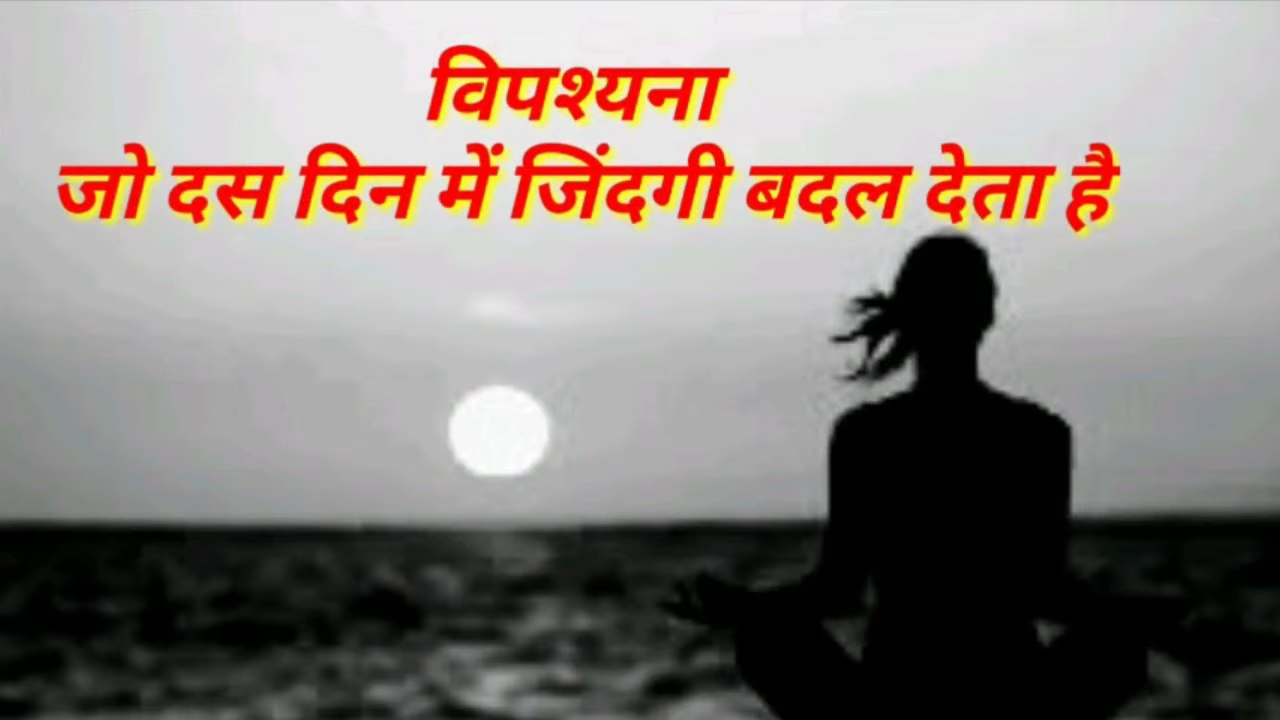 विपश्यना
जो दस दिन में जिंदगी बदल देता है